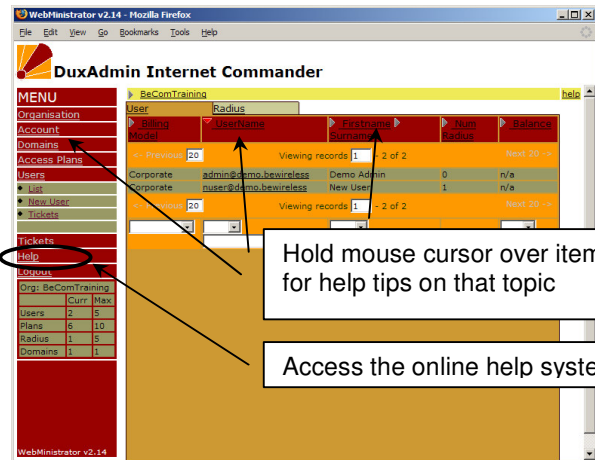 WebMinistrator v2.14 - Mozilla Firefox
File Edit View Go Bookmarks Tools Help
DuxAdmin Internet Commander
MENU
Organisation
Account
Domains
Access Plans
Users
List
New User
Tickets
Tickets
Help
Logout
Org: BeComTraining
Curr Max
Users 2 5
Plans 6 10
Radius 1 5
Domains 1 1
WebMinistrator v2.14
BeComTraining help
User Radius
Billing Model UserName Firstname Surname Num Radius Balance
<- Previous 20 Viewing records 1 - 2 of 2 Next 20 ->
Corporate admin@demo.bewireless Demo Admin 0 n/a
Corporate nuser@demo.bewireless New User 1 n/a
<- Previous 20 Viewing records 1 - 2 of 2 Next 20 ->
Hold mouse cursor over item
for help tips on that topic
Access the online help syste